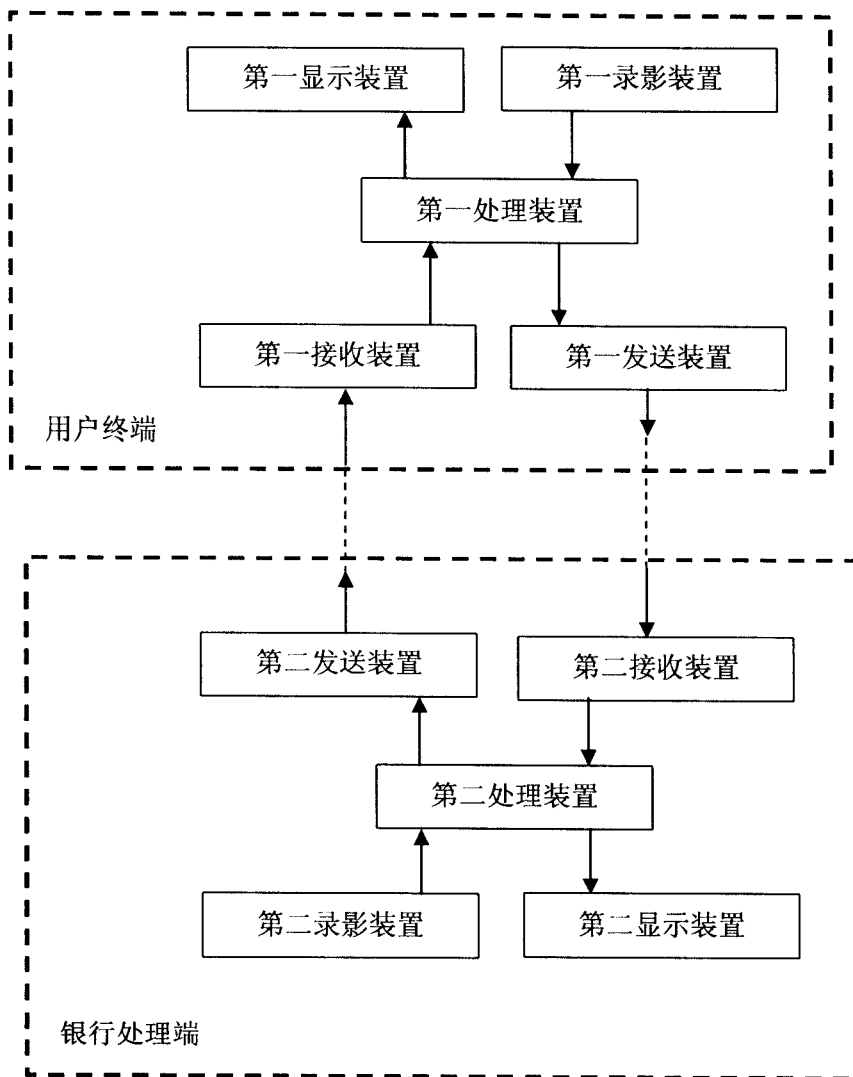 第一显示装置
第一录影装置
第一处理装置
第一接收装置
第一发送装置
用户终端
第二发送装置
第二接收装置
第二处理装置
第二录影装置
第二显示装置
银行处理端